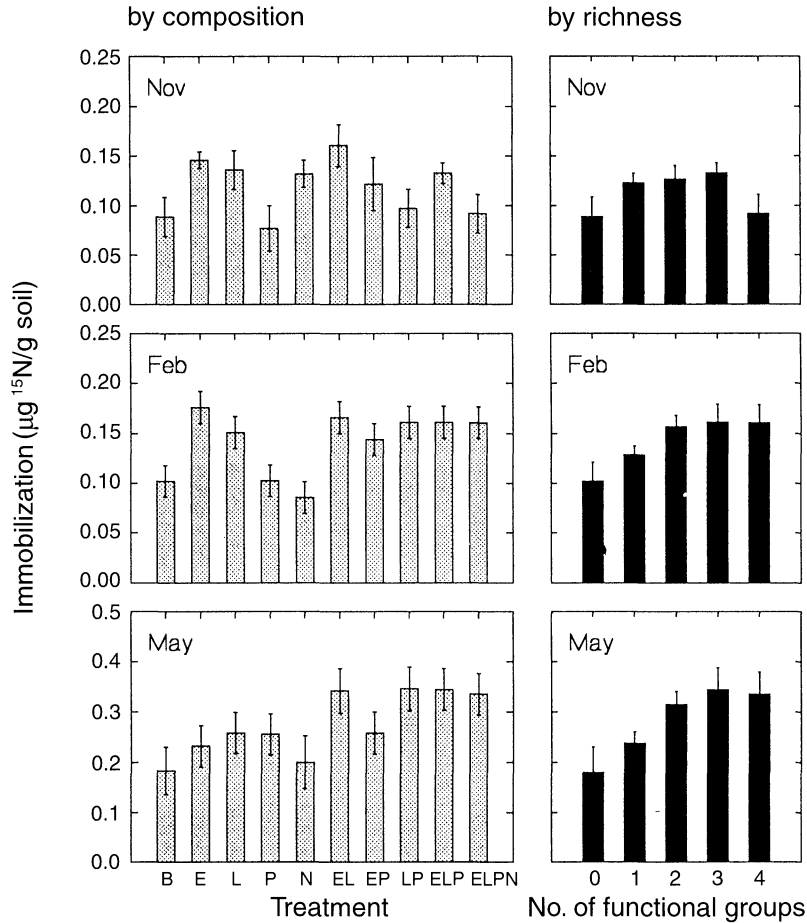 by composition
by richness
Immobilization (µg ¹⁵N/g soil)
0.25
0.20
0.15
0.10
0.05
0.00
Nov
Nov
0.25
0.20
0.15
0.10
0.05
0.00
Feb
Feb
0.5
0.4
0.3
0.2
0.1
0.0
May
May
B E L P N EL EP LP ELP ELPN
Treatment
0 1 2 3 4
No. of functional groups